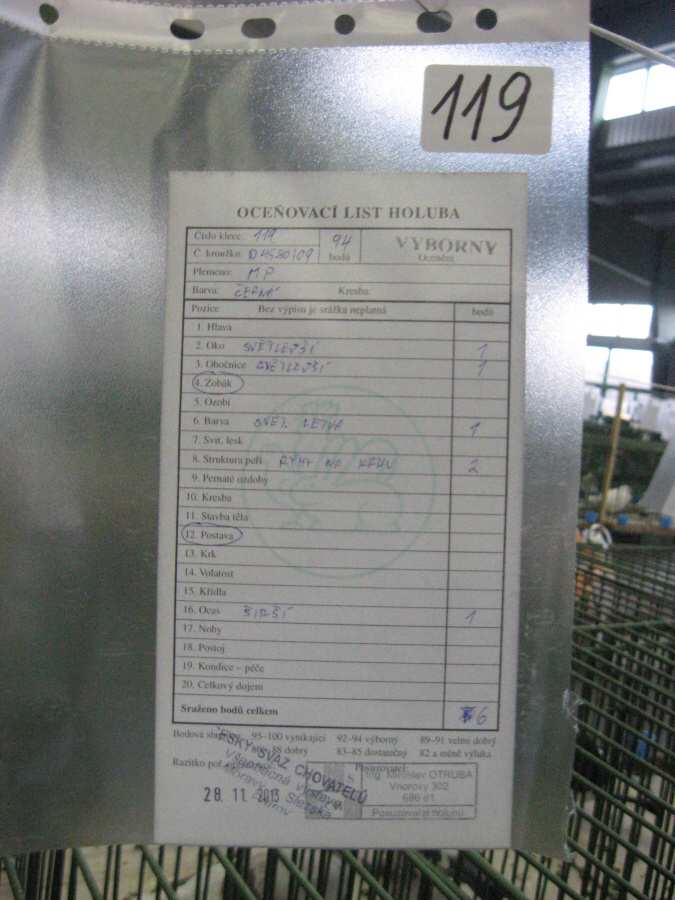 119
OCEŇOVACÍ LIST HOLUBA
Číslo klece: 119
94
bodů
VÝBORNÝ
Ocenění
Č. kroužku: D 4580/09
Plemeno: M P
Barva: ČERNÁ Kresba:
Pozice Bez výpisu je srážka neplatná bodů
1. Hlava
2. Oko SVĚTLEJŠÍ 1
3. Obočnice SVĚTLEJŠÍ 1
4. Zobák
5. Ozobí
6. Barva SVĚT. LETKA 1
7. Svit, lesk
8. Struktura peří RÝHY NA KRKU 2
9. Pernaté ozdoby
10. Kresba
11. Stavba těla
12. Postava
13. Krk
14. Volatost
15. Křídla
16. Ocas ŠIRŠÍ 1
17. Nohy
18. Postoj
19. Kondice – péče
20. Celkový dojem
Sraženo bodů celkem 6
Bodová 95–100 vynikající 92–94 výborný 89–91 velmi dobrý
88 dobrý 83–85 dostatečný 82 a méně výluka
Razítko Posuzovatel:
ČESKÝ SVAZ CHOVATELŮ
Všeobecná výstava
28. 11. 2013
Ing. Miroslav OTRUBA
Vnorovy 302
696 61
Posuzovatel holubů